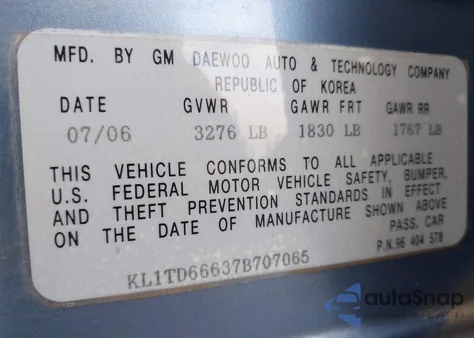 MFD. BY GM DAEWOO AUTO & TECHNOLOGY COMPANY
REPUBLIC OF KOREA
DATE GVWR GAWR FRT GAWR RR
07/06 3276 LB 1830 LB 1767 LB
THIS VEHICLE CONFORMS TO ALL APPLICABLE
U.S. FEDERAL MOTOR VEHICLE SAFETY, BUMPER,
AND THEFT PREVENTION STANDARDS IN EFFECT
ON THE DATE OF MANUFACTURE SHOWN ABOVE
PASS. CAR
P.N.96 404 578
KL1TD66637B707065
autoSnap